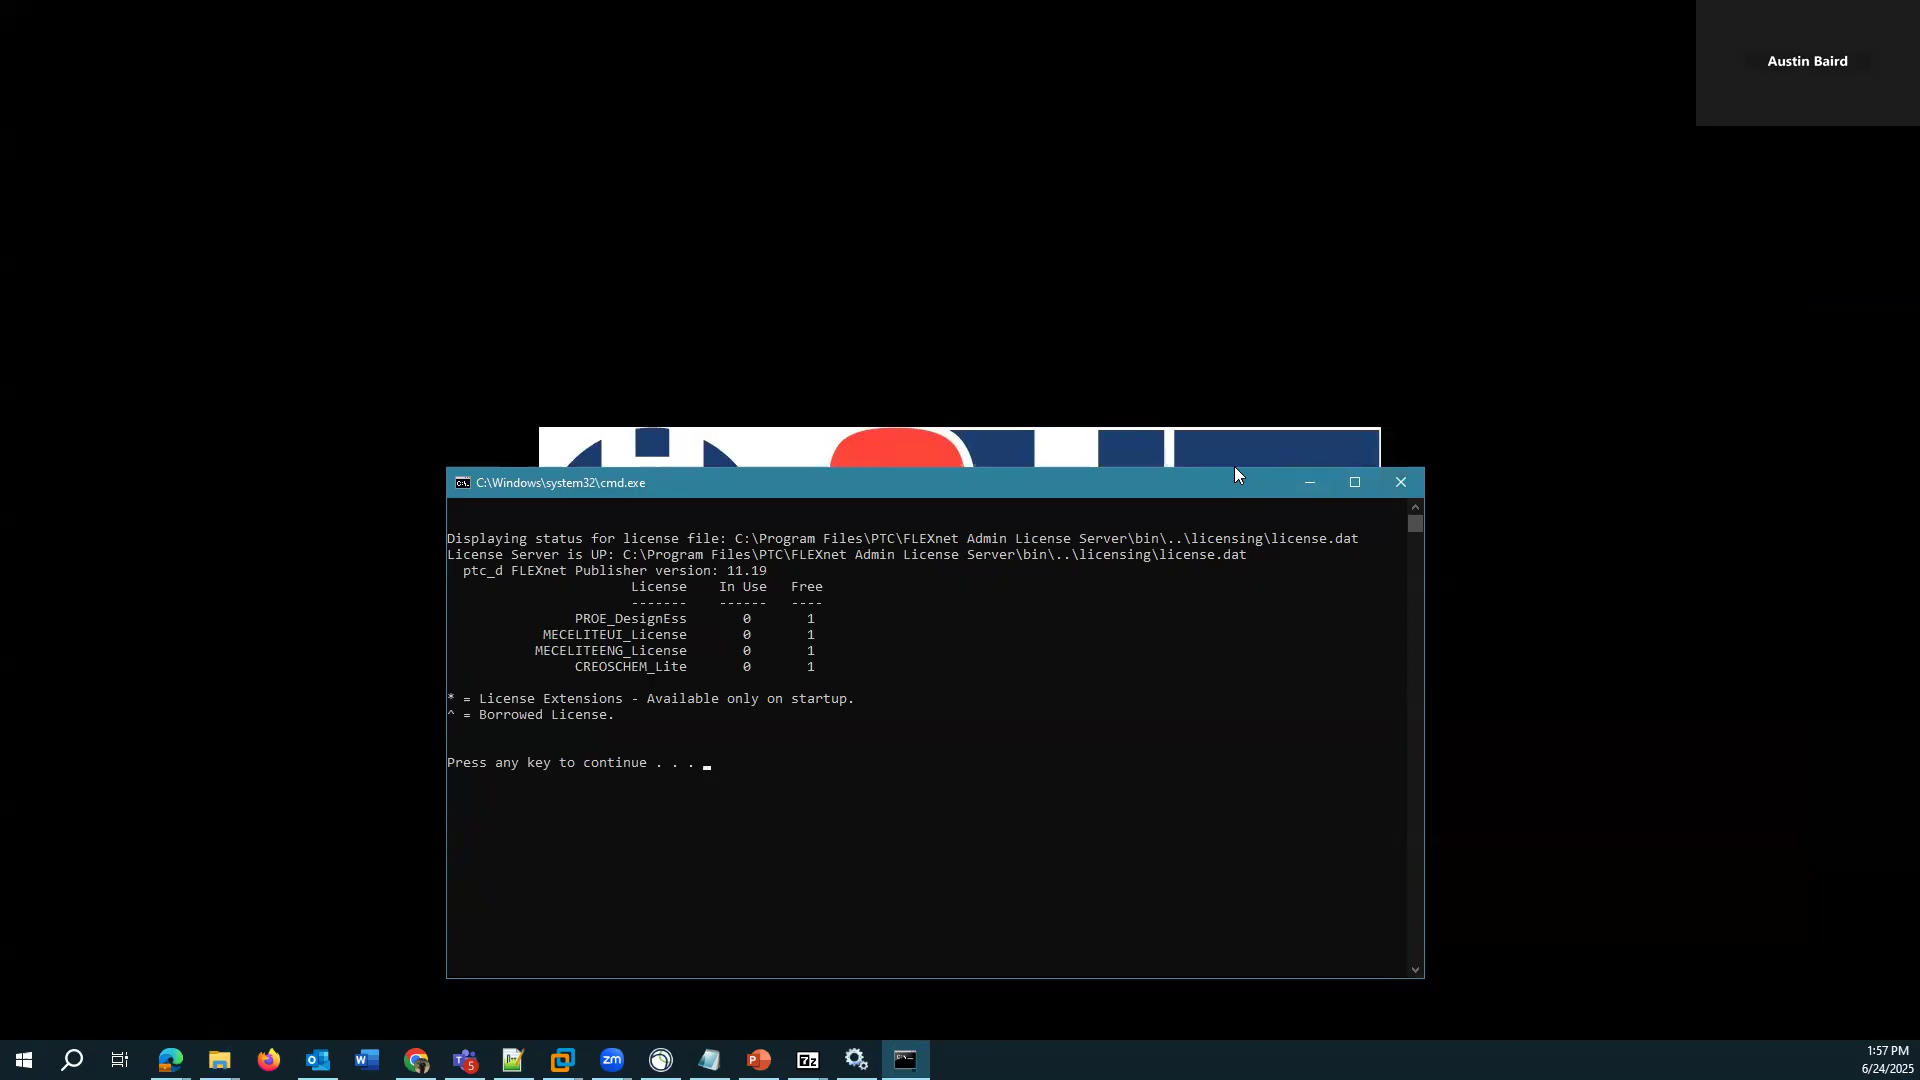 Austin Baird
C:\Windows\system32\cmd.exe
Displaying status for license file: C:\Program Files\PTC\FLEXnet Admin License Server\bin\..\licensing\license.dat
License Server is UP: C:\Program Files\PTC\FLEXnet Admin License Server\bin\..\licensing\license.dat
ptc_d FLEXnet Publisher version: 11.19
License In Use Free
------- ------ ----
PROE_DesignEss 0 1
MECELITEUI_License 0 1
MECELITEENG_License 0 1
CREOSCHEM_Lite 0 1
* = License Extensions - Available only on startup.
^ = Borrowed License.
Press any key to continue . . .
1:57 PM
6/24/2025